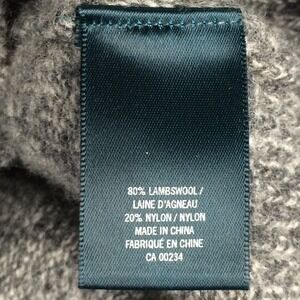 80% LAMBSWOOL /
LAINE D'AGNEAU
20% NYLON / NYLON
MADE IN CHINA
FABRIQUÉ EN CHINE
CA 00234